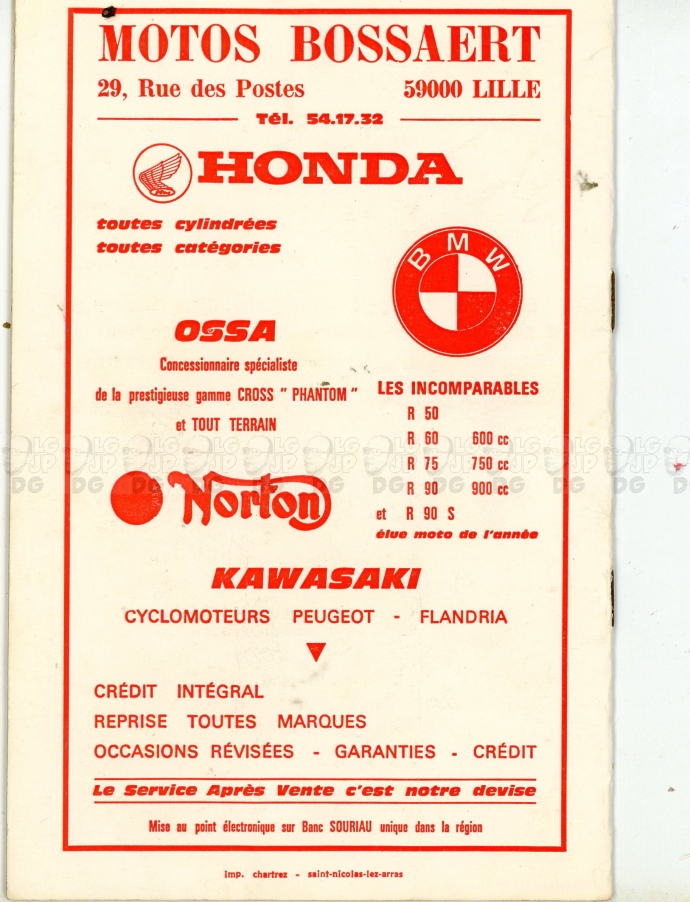 MOTOS BOSSAERT
29, Rue des Postes 59000 LILLE
Tél. 54.17.32
HONDA
toutes cylindrées
toutes catégories
BMW
OSSA
Concessionnaire spécialiste
de la prestigieuse gamme CROSS " PHANTOM "
et TOUT TERRAIN
LES INCOMPARABLES
R 50
R 60 600 cc
R 75 750 cc
R 90 900 cc
et R 90 S
élue moto de l'année
Norton
KAWASAKI
CYCLOMOTEURS PEUGEOT - FLANDRIA
CRÉDIT INTÉGRAL
REPRISE TOUTES MARQUES
OCCASIONS RÉVISÉES - GARANTIES - CRÉDIT
Le Service Après Vente c'est notre devise
Mise au point électronique sur Banc SOURIAU unique dans la région
imp. chartrez - saint-nicolas-lez-arras